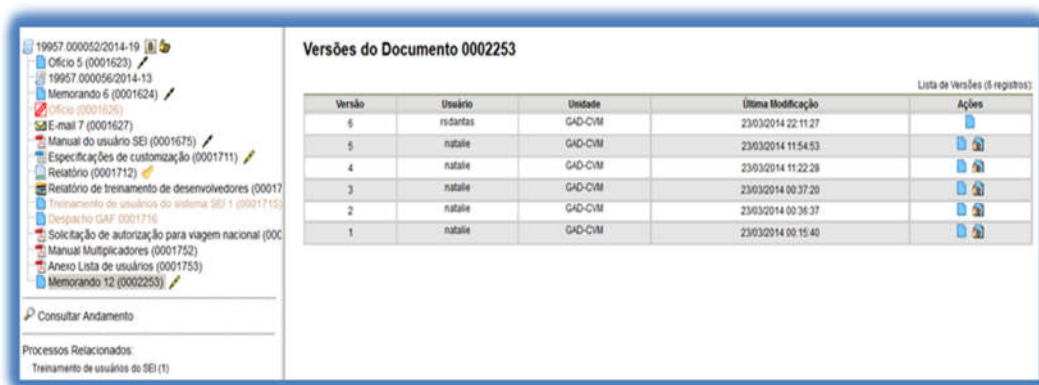 19957.000052/2014-19
Ofício 5 (0001623)
19957.000056/2014-13
Memorando 6 (0001624)
Ofício (0001626)
E-mail 7 (0001627)
Manual do usuário SEI (0001675)
Especificações de customização (0001711)
Relatório (0001712)
Relatório de treinamento de desenvolvedores (00017
Treinamento de usuários do sistema SEI 1 (0001715)
Despacho GAF 0001716
Solicitação de autorização para viagem nacional (000
Manual Multiplicadores (0001752)
Anexo Lista de usuários (0001753)
Memorando 12 (0002253)
Consultar Andamento
Processos Relacionados:
Treinamento de usuários do SEI (1)
Versões do Documento 0002253
Lista de Versões (6 registros):
Versão Usuário Unidade Última Modificação Ações
6 rsdantas GAD-CVM 23/03/2014 22:11:27
5 natalie GAD-CVM 23/03/2014 11:54:53
4 natalie GAD-CVM 23/03/2014 11:22:28
3 natalie GAD-CVM 23/03/2014 00:37:20
2 natalie GAD-CVM 23/03/2014 00:36:37
1 natalie GAD-CVM 23/03/2014 00:15:40